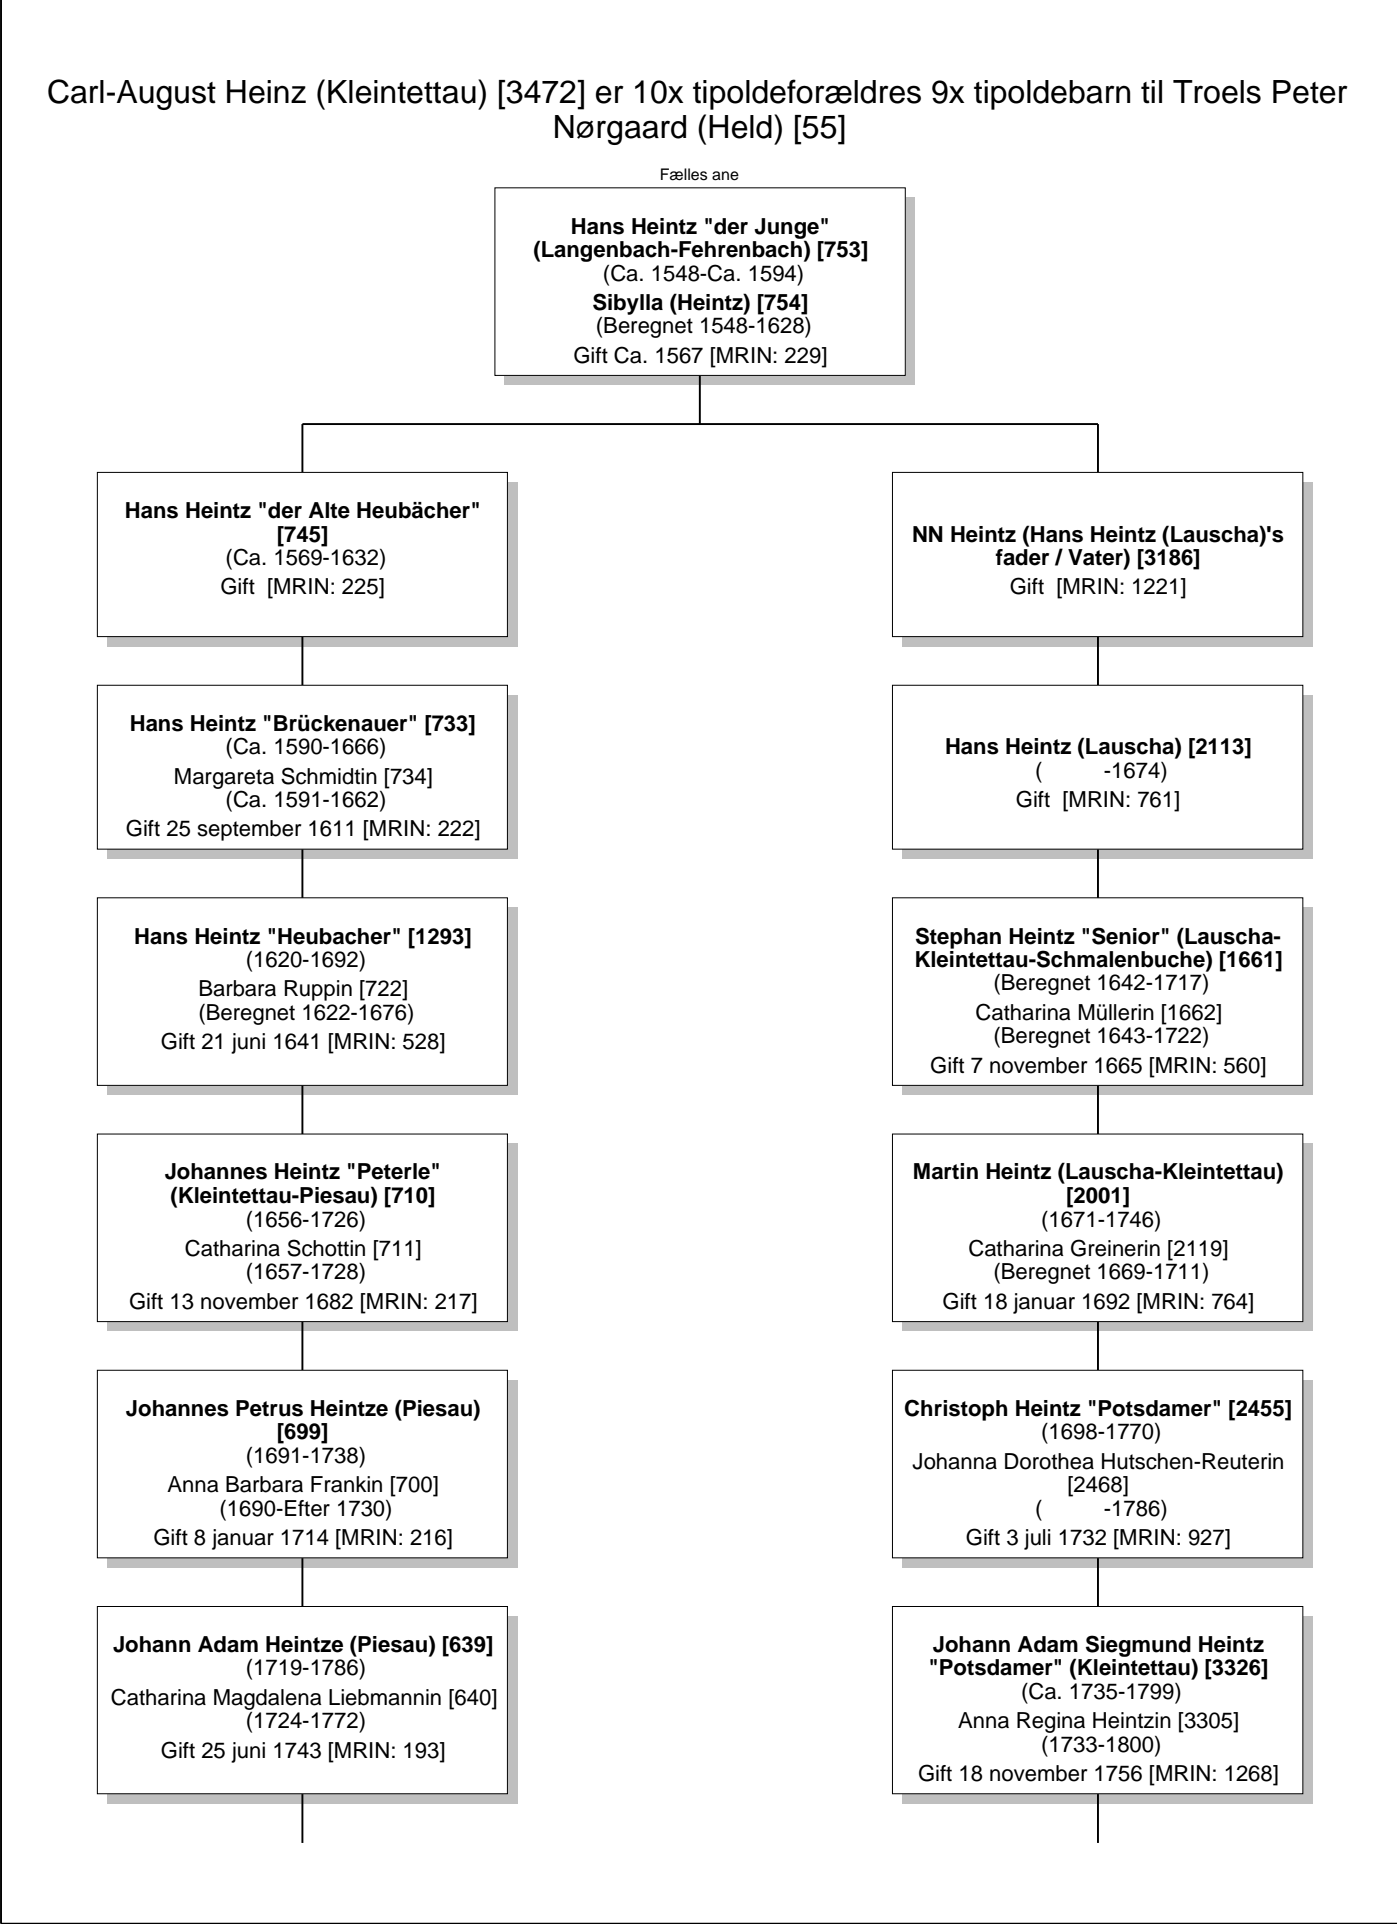 Carl-August Heinz (Kleintettau) [3472] er 10x tipoldeforældres 9x tipoldebarn til Troels Peter
Nørgaard (Held) [55]
Fælles ane
Hans Heintz "der Junge"
(Langenbach-Fehrenbach) [753]
(Ca. 1548-Ca. 1594)
Sibylla (Heintz) [754]
(Beregnet 1548-1628)
Gift Ca. 1567 [MRIN: 229]
Hans Heintz "der Alte Heubächer"
[745]
(Ca. 1569-1632)
Gift  [MRIN: 225]
NN Heintz (Hans Heintz (Lauscha)'s
fader / Vater) [3186]
Gift  [MRIN: 1221]
Hans Heintz "Brückenauer" [733]
(Ca. 1590-1666)
Margareta Schmidtin [734]
(Ca. 1591-1662)
Gift 25 september 1611 [MRIN: 222]
Hans Heintz (Lauscha) [2113]
(          -1674)
Gift  [MRIN: 761]
Hans Heintz "Heubacher" [1293]
(1620-1692)
Barbara Ruppin [722]
(Beregnet 1622-1676)
Gift 21 juni 1641 [MRIN: 528]
Stephan Heintz "Senior" (Lauscha-
Kleintettau-Schmalenbuche) [1661]
(Beregnet 1642-1717)
Catharina Müllerin [1662]
(Beregnet 1643-1722)
Gift 7 november 1665 [MRIN: 560]
Johannes Heintz "Peterle"
(Kleintettau-Piesau) [710]
(1656-1726)
Catharina Schottin [711]
(1657-1728)
Gift 13 november 1682 [MRIN: 217]
Martin Heintz (Lauscha-Kleintettau)
[2001]
(1671-1746)
Catharina Greinerin [2119]
(Beregnet 1669-1711)
Gift 18 januar 1692 [MRIN: 764]
Johannes Petrus Heintze (Piesau)
[699]
(1691-1738)
Anna Barbara Frankin [700]
(1690-Efter 1730)
Gift 8 januar 1714 [MRIN: 216]
Christoph Heintz "Potsdamer" [2455]
(1698-1770)
Johanna Dorothea Hutschen-Reuterin
[2468]
(          -1786)
Gift 3 juli 1732 [MRIN: 927]
Johann Adam Heintze (Piesau) [639]
(1719-1786)
Catharina Magdalena Liebmannin [640]
(1724-1772)
Gift 25 juni 1743 [MRIN: 193]
Johann Adam Siegmund Heintz
"Potsdamer" (Kleintettau) [3326]
(Ca. 1735-1799)
Anna Regina Heintzin [3305]
(1733-1800)
Gift 18 november 1756 [MRIN: 1268]